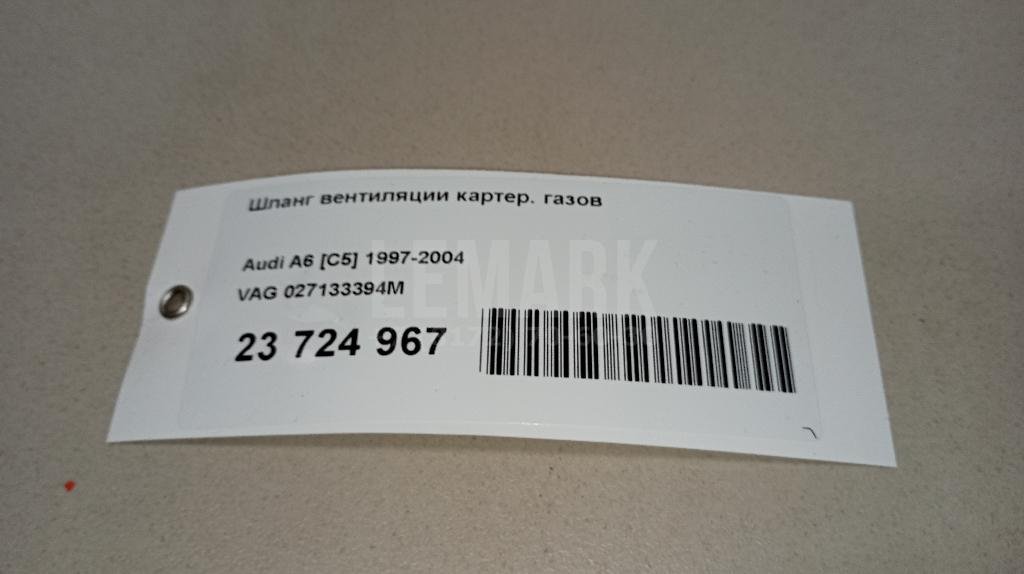 Шланг вентиляции картер. газов
Audi A6 [C5] 1997-2004
VAG 027133394M
23 724 967
LEMARK